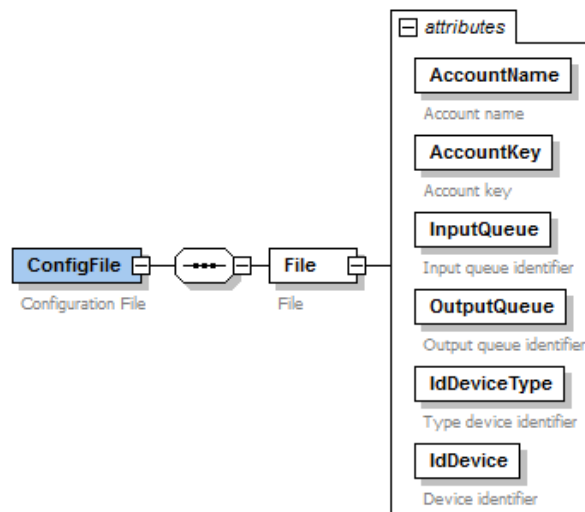 attributes
AccountName
Account name
AccountKey
Account key
InputQueue
Input queue identifier
OutputQueue
Output queue identifier
IdDeviceType
Type device identifier
IdDevice
Device identifier
ConfigFile
Configuration File
File
File